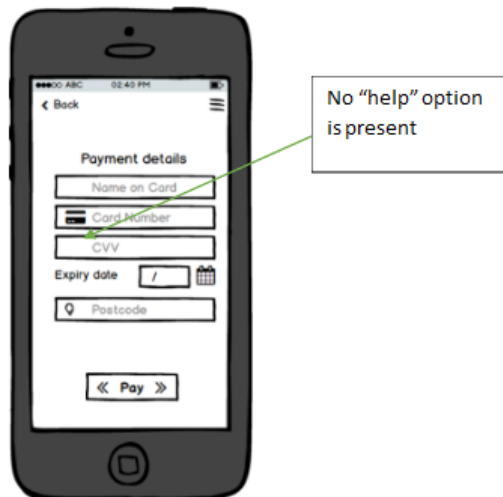 ABC 02:40 PM
Back
Payment details
Name on Card
Card Number
CVV
Expiry date /
Postcode
« Pay »
No “help” option
is present